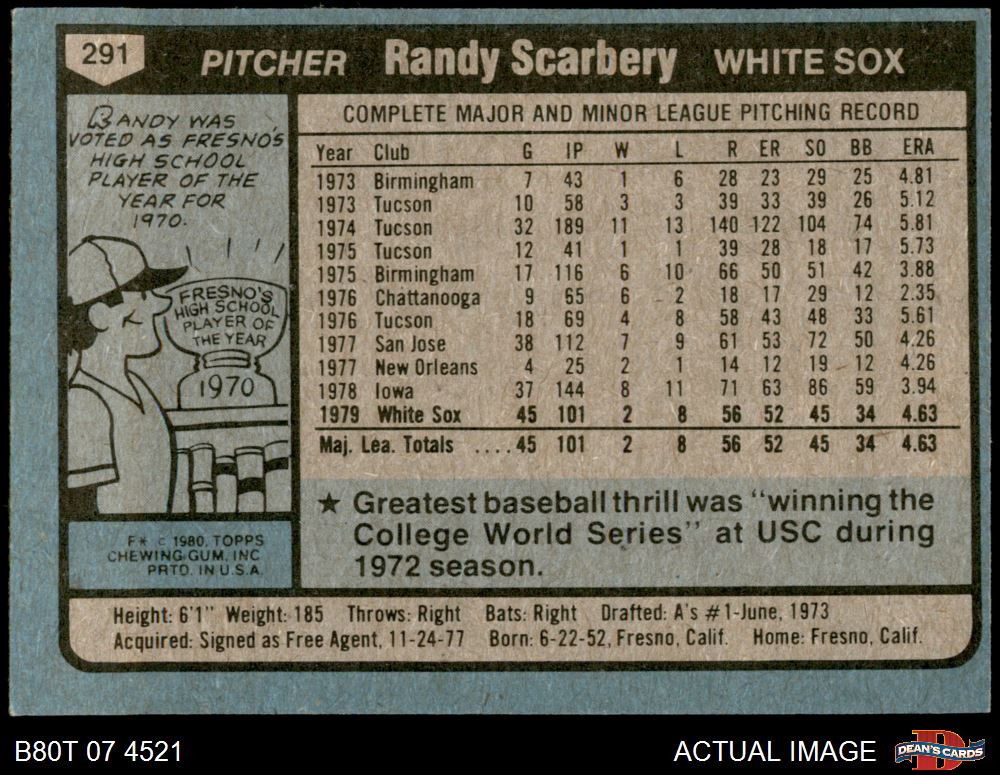 291 PITCHER Randy Scarbery WHITE SOX
RANDY WAS
VOTED AS FRESNO'S
HIGH SCHOOL
PLAYER OF THE
YEAR FOR
1970.
FRESNO'S
HIGH SCHOOL
PLAYER OF
THE YEAR
1970
F* © 1980, TOPPS
CHEWING GUM, INC
PRTD. IN U.S.A.
COMPLETE MAJOR AND MINOR LEAGUE PITCHING RECORD
Year Club G IP W L R ER SO BB ERA
1973 Birmingham 7 43 1 6 28 23 29 25 4.81
1973 Tucson 10 58 3 3 39 33 39 26 5.12
1974 Tucson 32 189 11 13 140 122 104 74 5.81
1975 Tucson 12 41 1 1 39 28 18 17 5.73
1975 Birmingham 17 116 6 10 66 50 51 42 3.88
1976 Chattanooga 9 65 6 2 18 17 29 12 2.35
1976 Tucson 18 69 4 8 58 43 48 33 5.61
1977 San Jose 38 112 7 9 61 53 72 50 4.26
1977 New Orleans 4 25 2 1 14 12 19 12 4.26
1978 Iowa 37 144 8 11 71 63 86 59 3.94
1979 White Sox 45 101 2 8 56 52 45 34 4.63
Maj. Lea. Totals ....45 101 2 8 56 52 45 34 4.63
★ Greatest baseball thrill was "winning the
College World Series" at USC during
1972 season.
Height: 6'1" Weight: 185 Throws: Right Bats: Right Drafted: A's #1-June, 1973
Acquired: Signed as Free Agent, 11-24-77 Born: 6-22-52, Fresno, Calif. Home: Fresno, Calif.
B80T 07 4521 ACTUAL IMAGE D DEAN'S CARDS